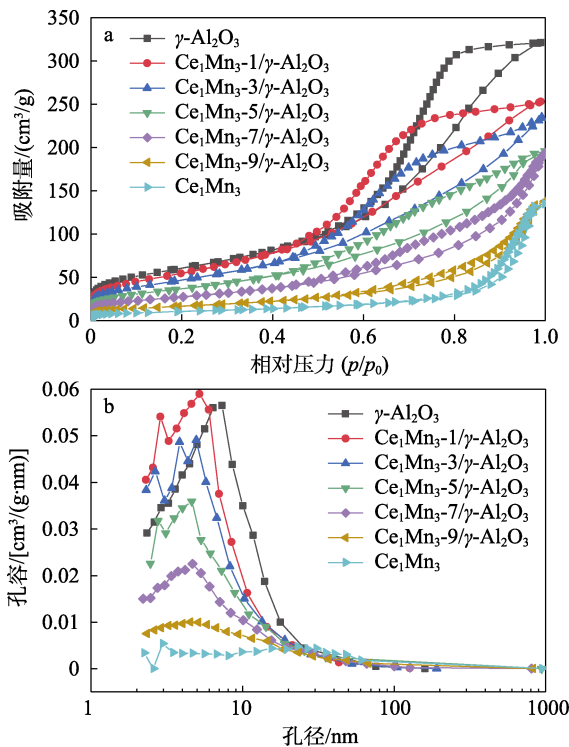 a
350
300
250
200
150
100
50
0
吸附量/(cm³/g)
γ-Al₂O₃
Ce₁Mn₃-1/γ-Al₂O₃
Ce₁Mn₃-3/γ-Al₂O₃
Ce₁Mn₃-5/γ-Al₂O₃
Ce₁Mn₃-7/γ-Al₂O₃
Ce₁Mn₃-9/γ-Al₂O₃
Ce₁Mn₃
0 0.2 0.4 0.6 0.8 1.0
相对压力 (p/p₀)
b
0.06
0.05
0.04
0.03
0.02
0.01
0
孔容/[cm³/(g·nm)]
γ-Al₂O₃
Ce₁Mn₃-1/γ-Al₂O₃
Ce₁Mn₃-3/γ-Al₂O₃
Ce₁Mn₃-5/γ-Al₂O₃
Ce₁Mn₃-7/γ-Al₂O₃
Ce₁Mn₃-9/γ-Al₂O₃
Ce₁Mn₃
1 10 100 1000
孔径/nm